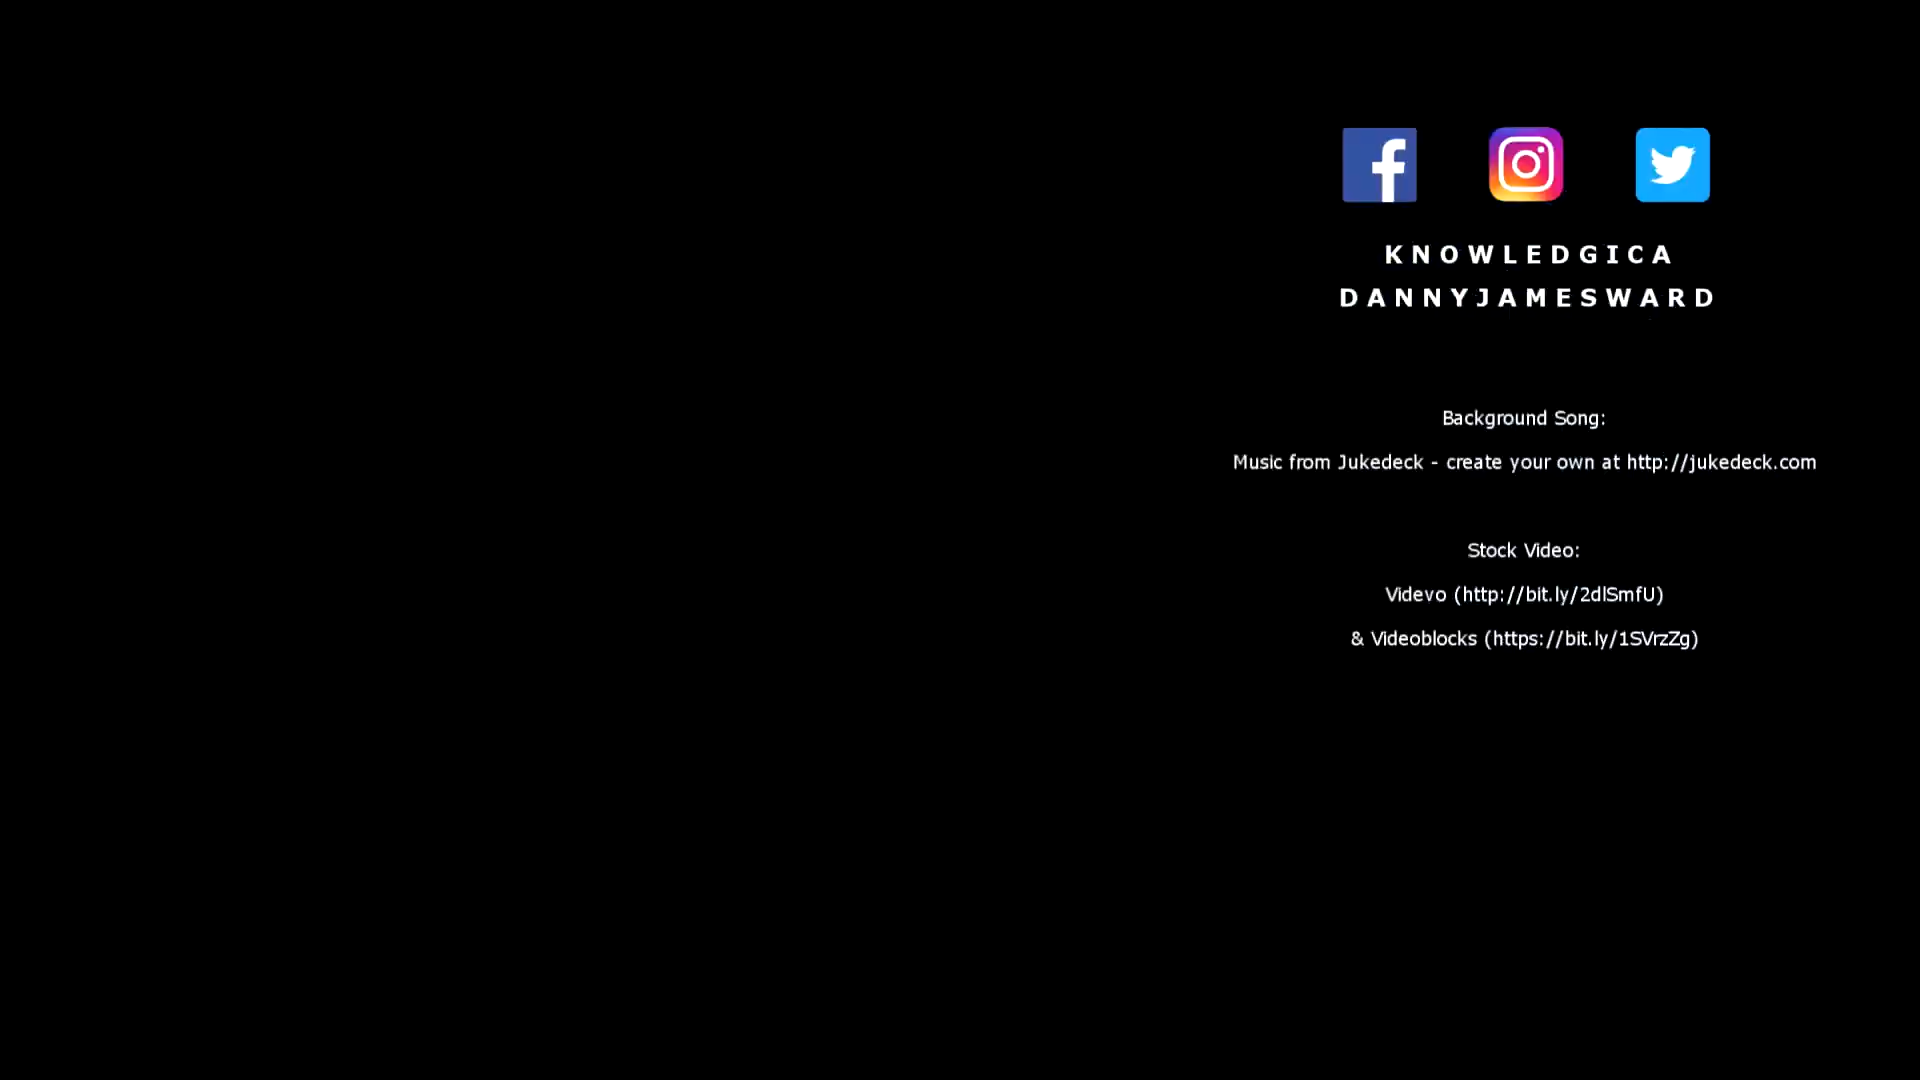 KNOWLEDGICA
DANNYJAMESWARD
Background Song:
Music from Jukedeck - create your own at http://jukedeck.com
Stock Video:
Videvo (http://bit.ly/2dlSmfU)
& Videoblocks (https://bit.ly/1SVrzZg)